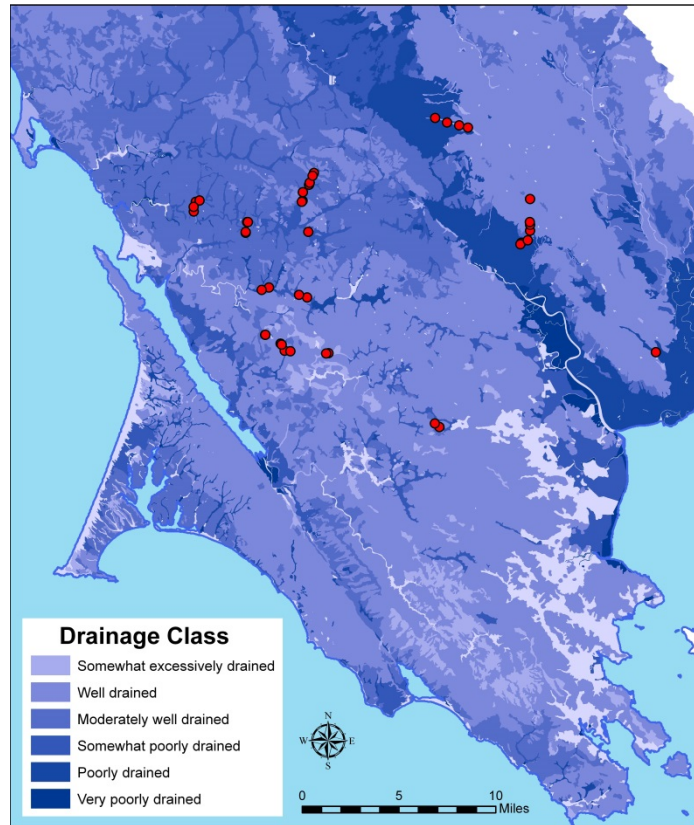 Drainage Class
Somewhat excessively drained
Well drained
Moderately well drained
Somewhat poorly drained
Poorly drained
Very poorly drained
N
W E
S
0 5 10
Miles